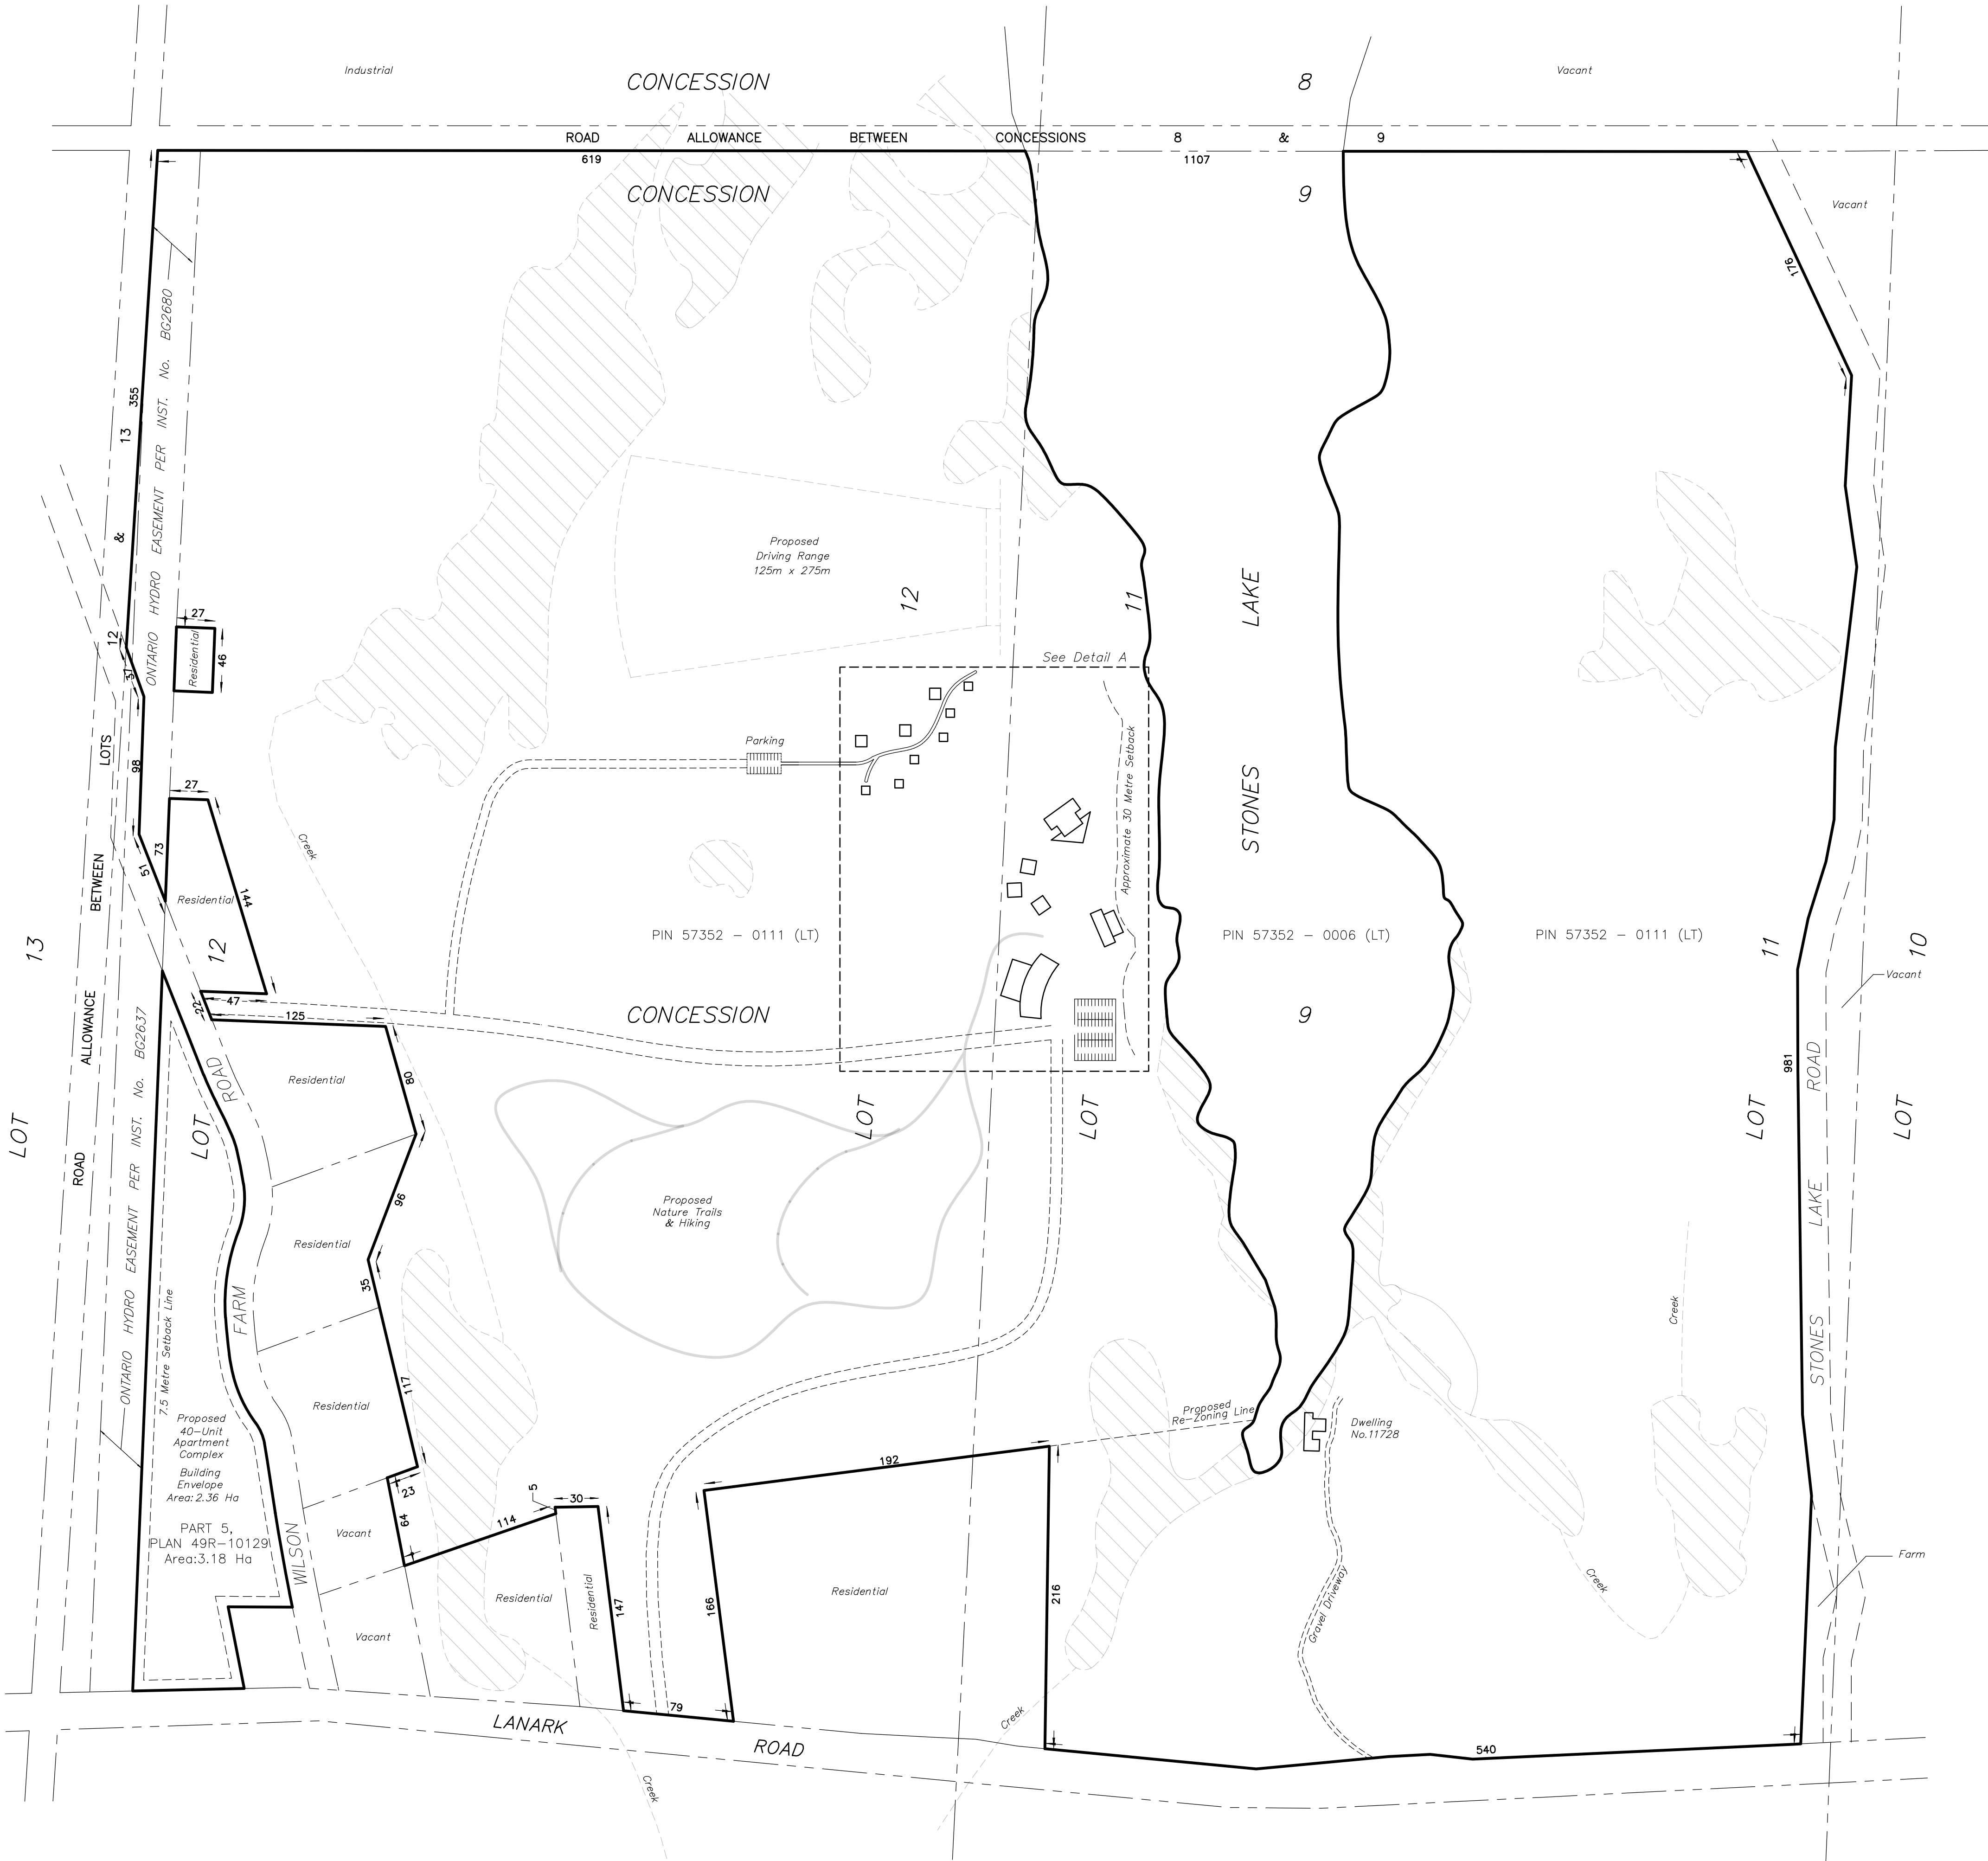 Industrial
CONCESSION 8
Vacant
ROAD ALLOWANCE BETWEEN CONCESSIONS 8 & 9
619
1107
CONCESSION 9
Vacant
176
ONTARIO HYDRO EASEMENT PER INST. No. BG2680
355
ROAD ALLOWANCE BETWEEN LOTS 12 & 13
Proposed
Driving Range
125m x 275m
12
11
STONES LAKE
27
Residential
46
37
See Detail A
98
Parking
27
Approximate 30 Metre Setback
Creek
73
51
144
Residential
12
13
PIN 57352 - 0111 (LT)
PIN 57352 - 0006 (LT)
PIN 57352 - 0111 (LT)
11
10
Vacant
22
47
125
CONCESSION 9
ONTARIO HYDRO EASEMENT PER INST. No. BG2637
981
80
Residential
LOT
LOT
LOT
LOT
LOT
LOT
STONES LAKE ROAD
96
Residential
Proposed
Nature Trails
& Hiking
35
WILSON FARM ROAD
7.5 Metre Setback Line
Creek
117
Residential
Proposed
40-Unit
Apartment
Complex
Building
Envelope
Area: 2.36 Ha
PART 5,
PLAN 49R-10129
Area:3.18 Ha
Proposed
Re-Zoning Line
Dwelling
No.11728
192
23
5
30
64
114
Vacant
Farm
Residential
Residential
147
166
Residential
216
Gravel Driveway
Creek
Vacant
79
Creek
LANARK ROAD
540
Creek